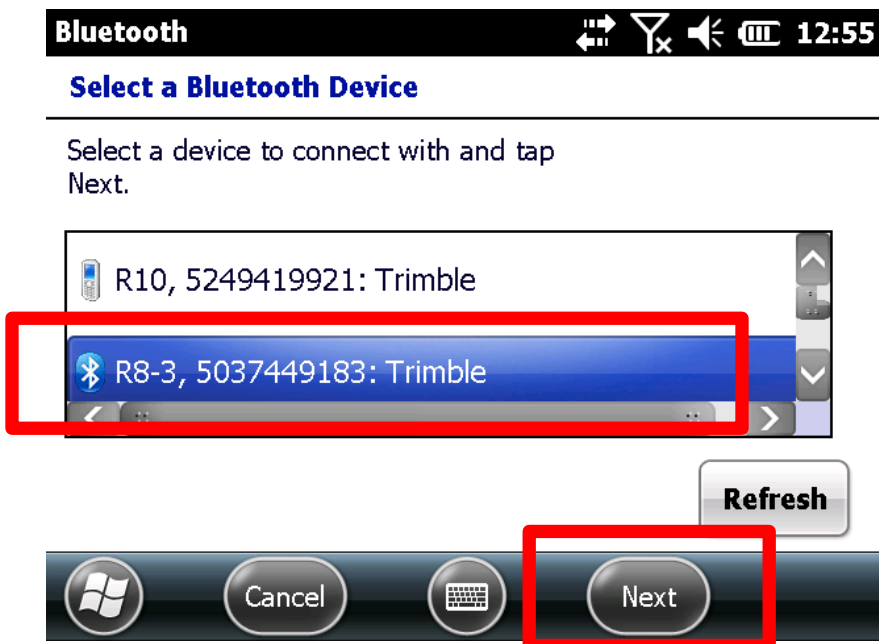 Bluetooth 12:55
Select a Bluetooth Device
Select a device to connect with and tap
Next.
R10, 5249419921: Trimble
R8-3, 5037449183: Trimble
Refresh
Cancel Next